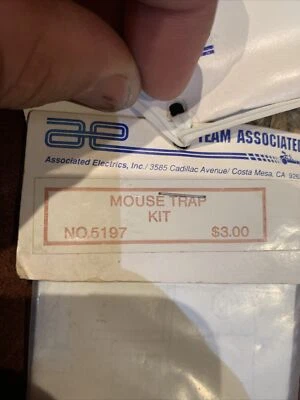 ae
TEAM ASSOCIATED
Associated Electrics, Inc./ 3585 Cadillac Avenue/ Costa Mesa, CA 926
MOUSE TRAP
KIT
NO.5197 $3.00